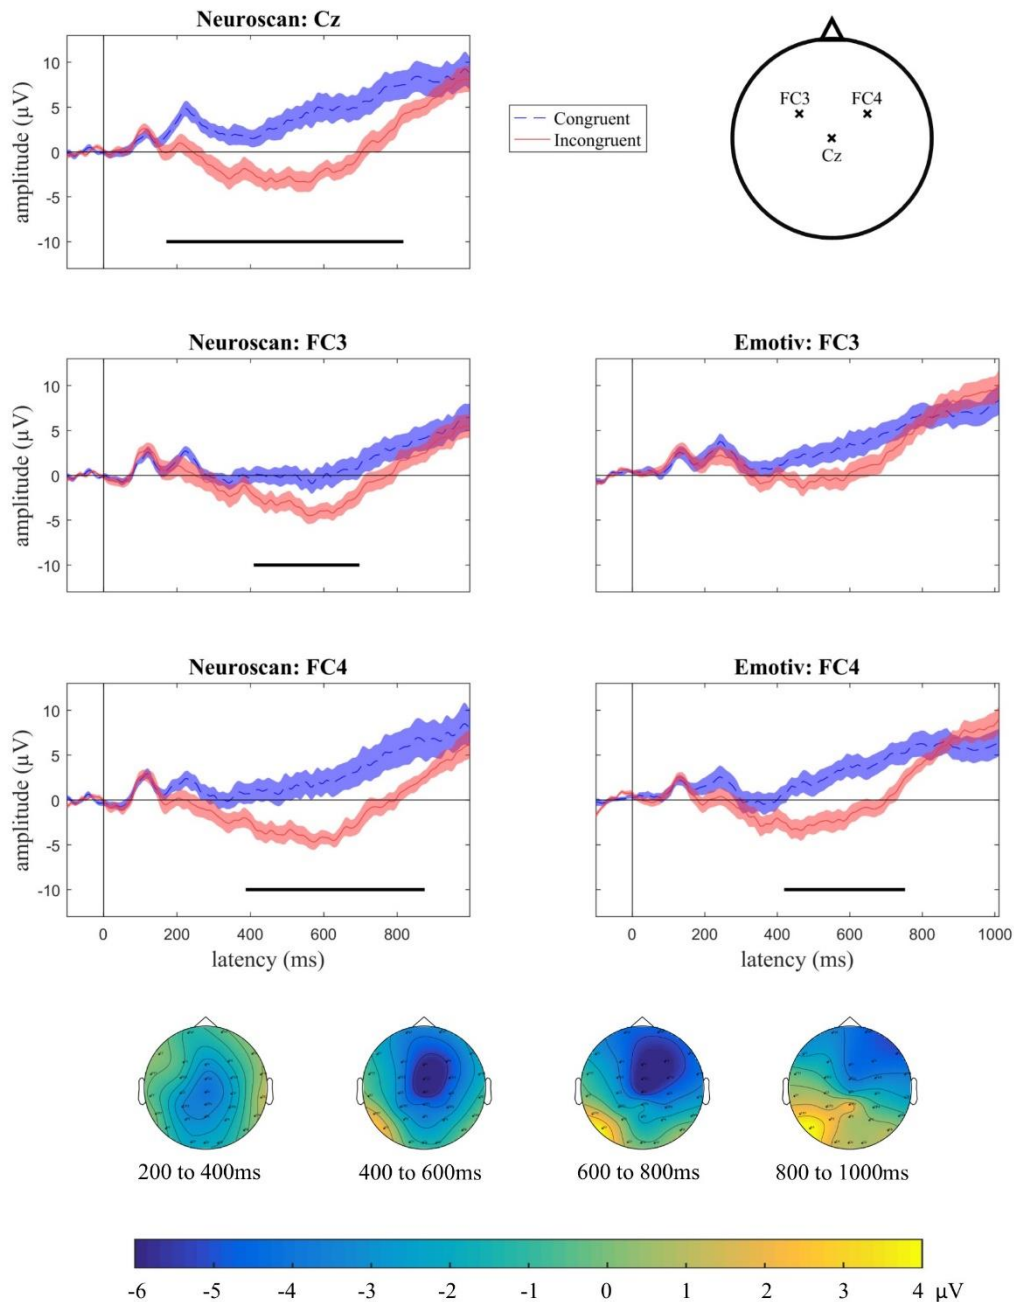 Neuroscan: Cz
amplitude (µV)
10
5
0
-5
-10
Congruent
Incongruent
FC3 FC4
Cz
Neuroscan: FC3
amplitude (µV)
10
5
0
-5
-10
Emotiv: FC3
Neuroscan: FC4
amplitude (µV)
10
5
0
-5
-10
0 200 400 600 800
latency (ms)
Emotiv: FC4
0 200 400 600 800 1000
latency (ms)
200 to 400ms 400 to 600ms 600 to 800ms 800 to 1000ms
-6 -5 -4 -3 -2 -1 0 1 2 3 4 µV